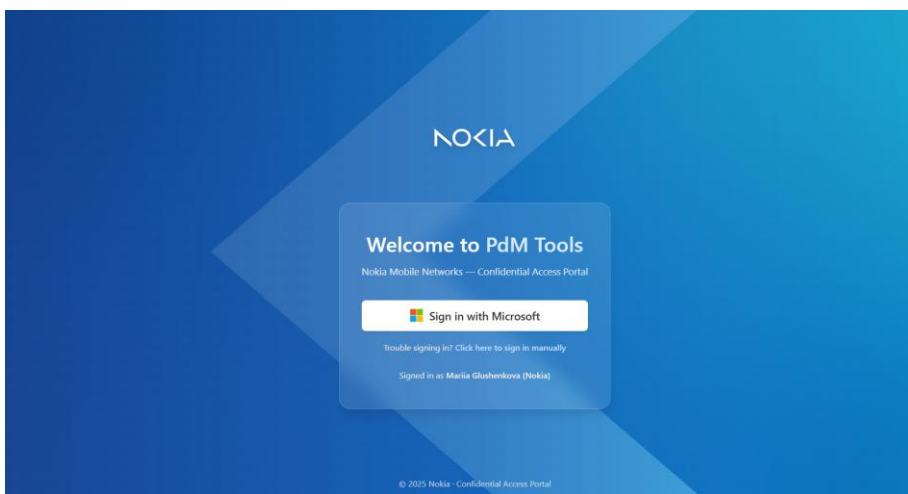 NOKIA
Welcome to PdM Tools
Nokia Mobile Networks — Confidential Access Portal
Sign in with Microsoft
Trouble signing in? Click here to sign in manually
Signed in as Mariia Glushenkova (Nokia)
© 2025 Nokia · Confidential Access Portal